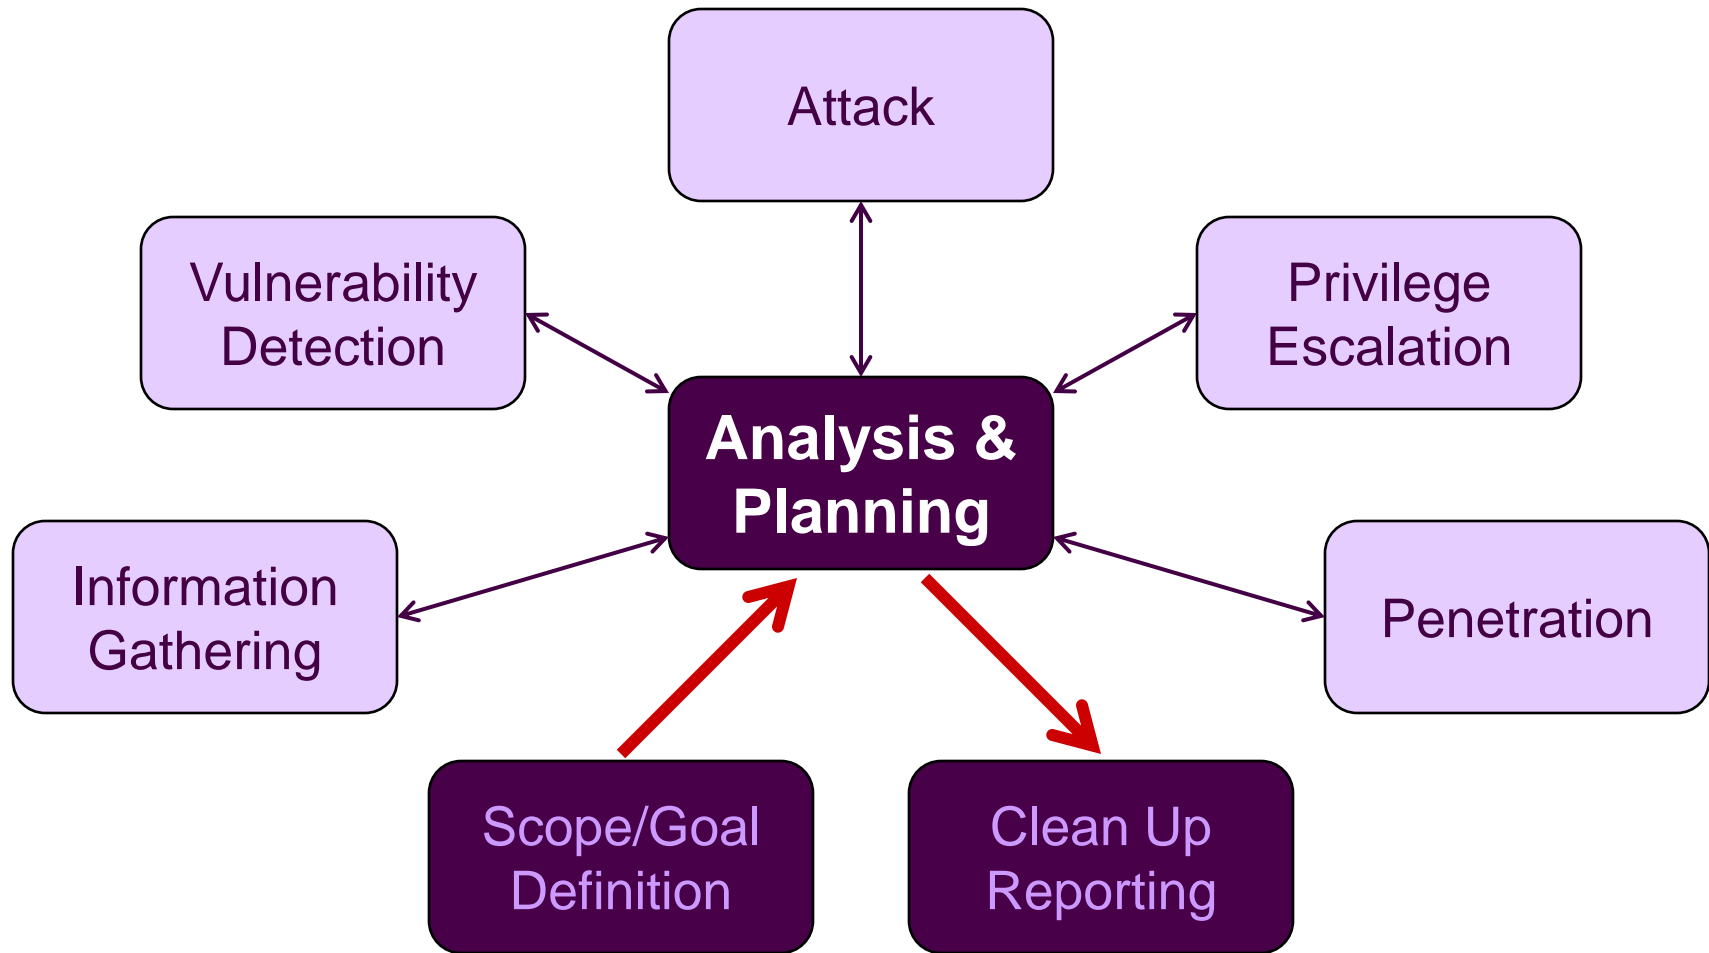 Attack
Vulnerability
Detection
Privilege
Escalation
Analysis &
Planning
Information
Gathering
Penetration
Scope/Goal
Definition
Clean Up
Reporting